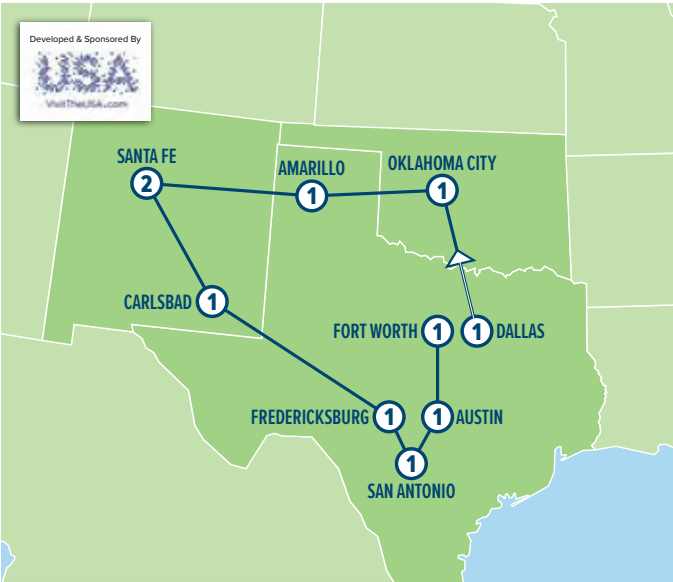 Developed & Sponsored By
USA
VisitTheUSA.com
SANTA FE
2
AMARILLO
1
OKLAHOMA CITY
1
CARLSBAD 1
FORT WORTH 1
1 DALLAS
FREDERICKSBURG 1
1 AUSTIN
1
SAN ANTONIO